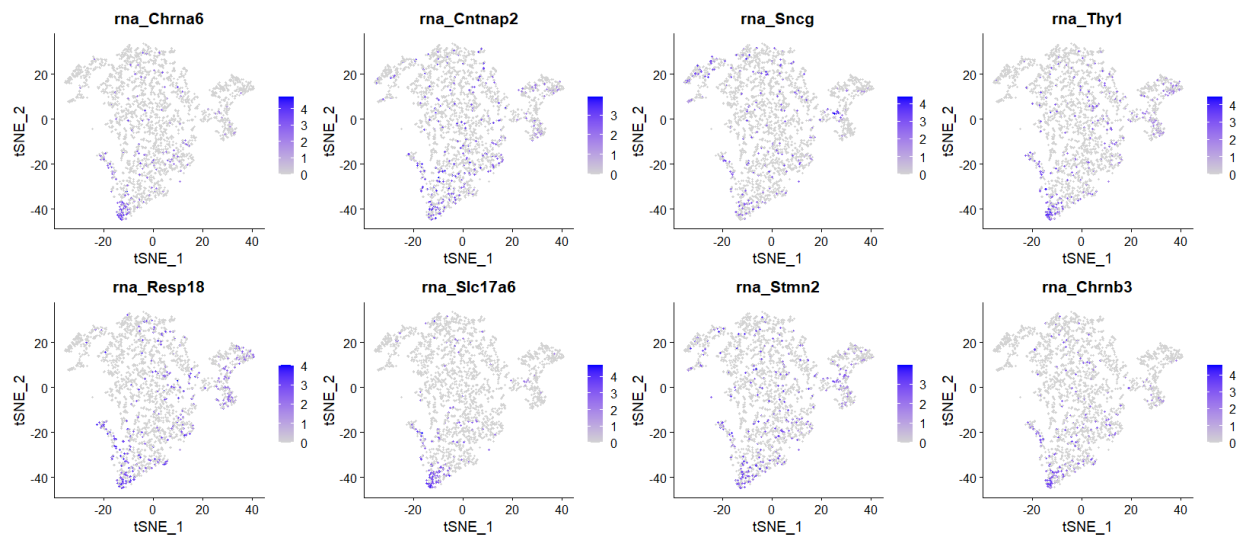 rna_Chrna6 rna_Cntnap2 rna_Sncg rna_Thy1
20 20 20 20
4 3 4 4
0 3 0 2 0 3 0 3
2 1 2 2
-20 1 -20 0 -20 1 -20 1
0 0 0
-40 -40 -40 -40
tSNE_2 tSNE_2 tSNE_2 tSNE_2
-20 0 20 40 -20 0 20 40 -20 0 20 40 -20 0 20 40
tSNE_1 tSNE_1 tSNE_1 tSNE_1
rna_Resp18 rna_Slc17a6 rna_Stmn2 rna_Chrnb3
20 20 20 20
4 4 3 4
0 3 0 3 0 2 0 3
2 2 1 2
-20 1 -20 1 -20 0 -20 1
0 0 0
-40 -40 -40 -40
tSNE_2 tSNE_2 tSNE_2 tSNE_2
-20 0 20 40 -20 0 20 40 -20 0 20 40 -20 0 20 40
tSNE_1 tSNE_1 tSNE_1 tSNE_1